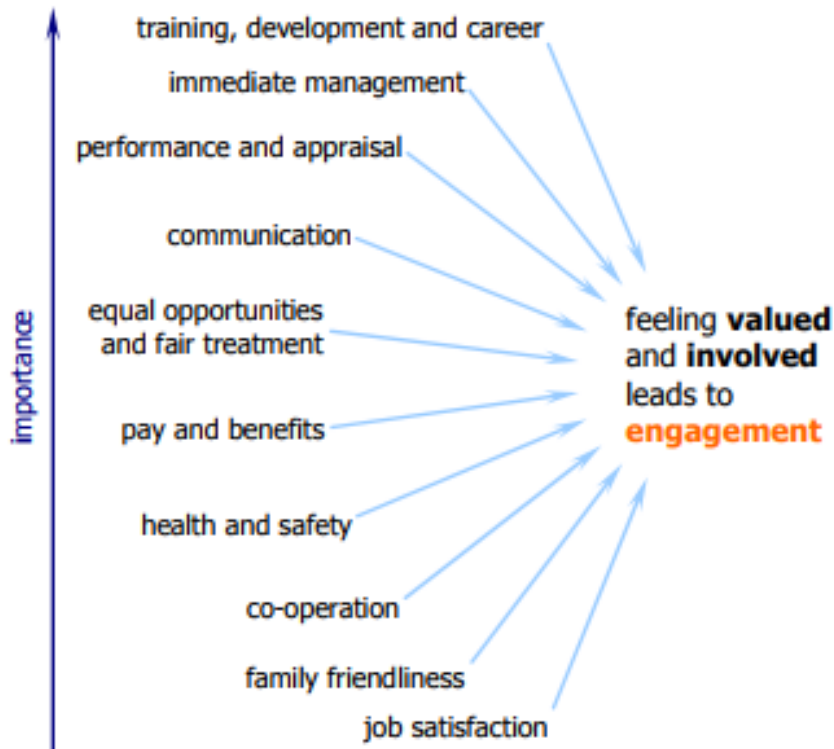 training, development and career
immediate management
performance and appraisal
communication
equal opportunities
and fair treatment
pay and benefits
health and safety
co-operation
family friendliness
job satisfaction
importance
feeling valued
and involved
leads to
engagement